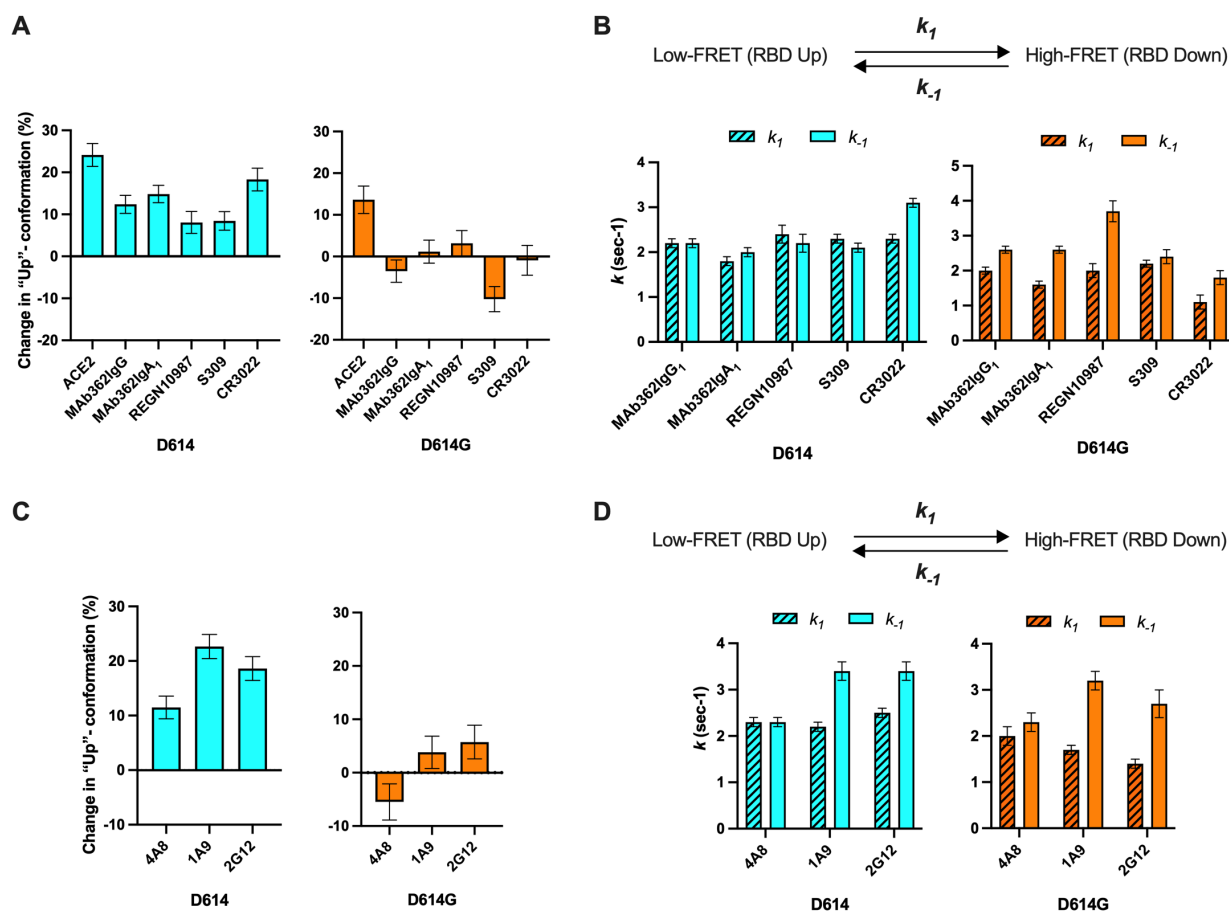 A
Change in “Up”- conformation (%)
30
20
10
0
-10
-20
ACE2
MAb362IgG
MAb362IgA1
REGN10987
S309
CR3022
D614
30
20
10
0
-10
-20
ACE2
MAb362IgG
MAb362IgA1
REGN10987
S309
CR3022
D614G
B
k1
Low-FRET (RBD Up)
High-FRET (RBD Down)
k-1
k1
k-1
k (sec-1)
4
3
2
1
0
MAb362IgG1
MAb362IgA1
REGN10987
S309
CR3022
D614
k1
k-1
5
4
3
2
1
0
MAb362IgG1
MAb362IgA1
REGN10987
S309
CR3022
D614G
C
Change in “Up”- conformation (%)
30
20
10
0
-10
4A8
1A9
2G12
D614
30
20
10
0
-10
4A8
1A9
2G12
D614G
D
k1
Low-FRET (RBD Up)
High-FRET (RBD Down)
k-1
k1
k-1
k (sec-1)
4
3
2
1
0
4A8
1A9
2G12
D614
k1
k-1
4
3
2
1
0
4A8
1A9
2G12
D614G